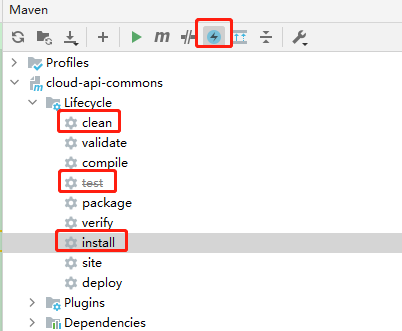 Maven
m
Profiles
cloud-api-commons
Lifecycle
clean
validate
compile
test
package
verify
install
site
deploy
Plugins
Dependencies